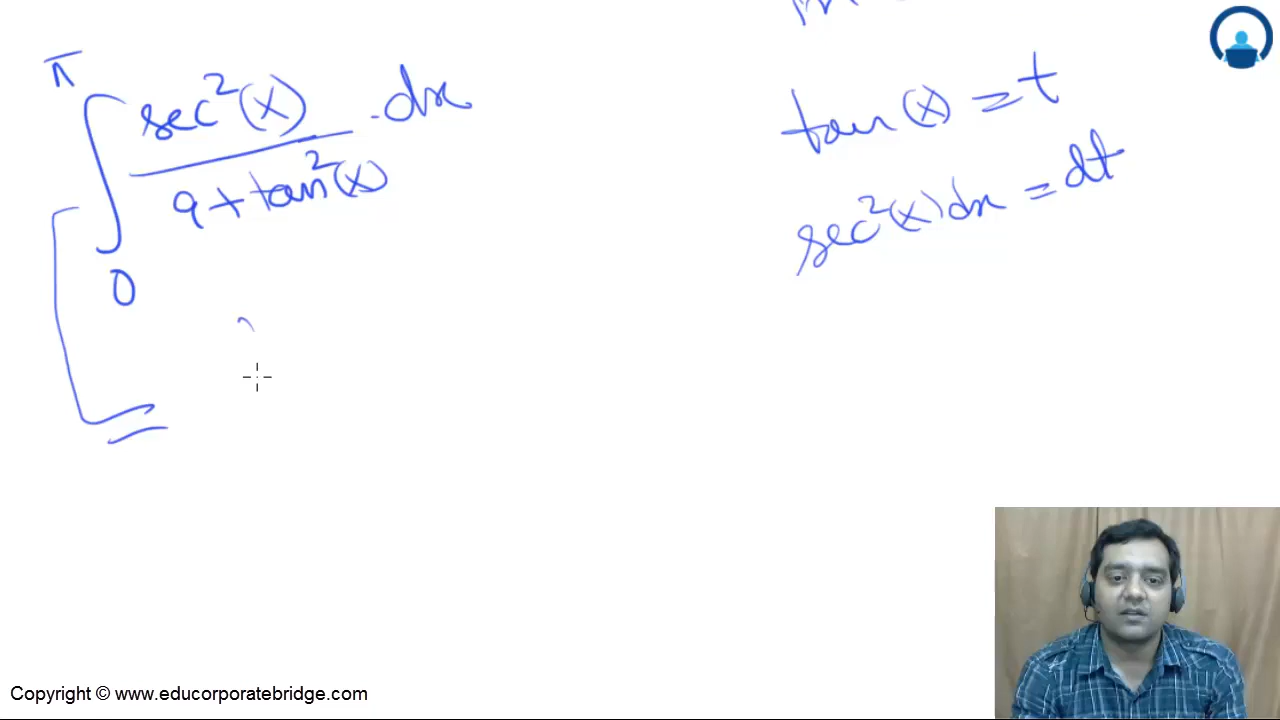 ∫₀^π sec²(x) / (9 + tan²(x)) . dx
tan(x) = t
sec²(x) dx = dt
Copyright © www.educorporatebridge.com